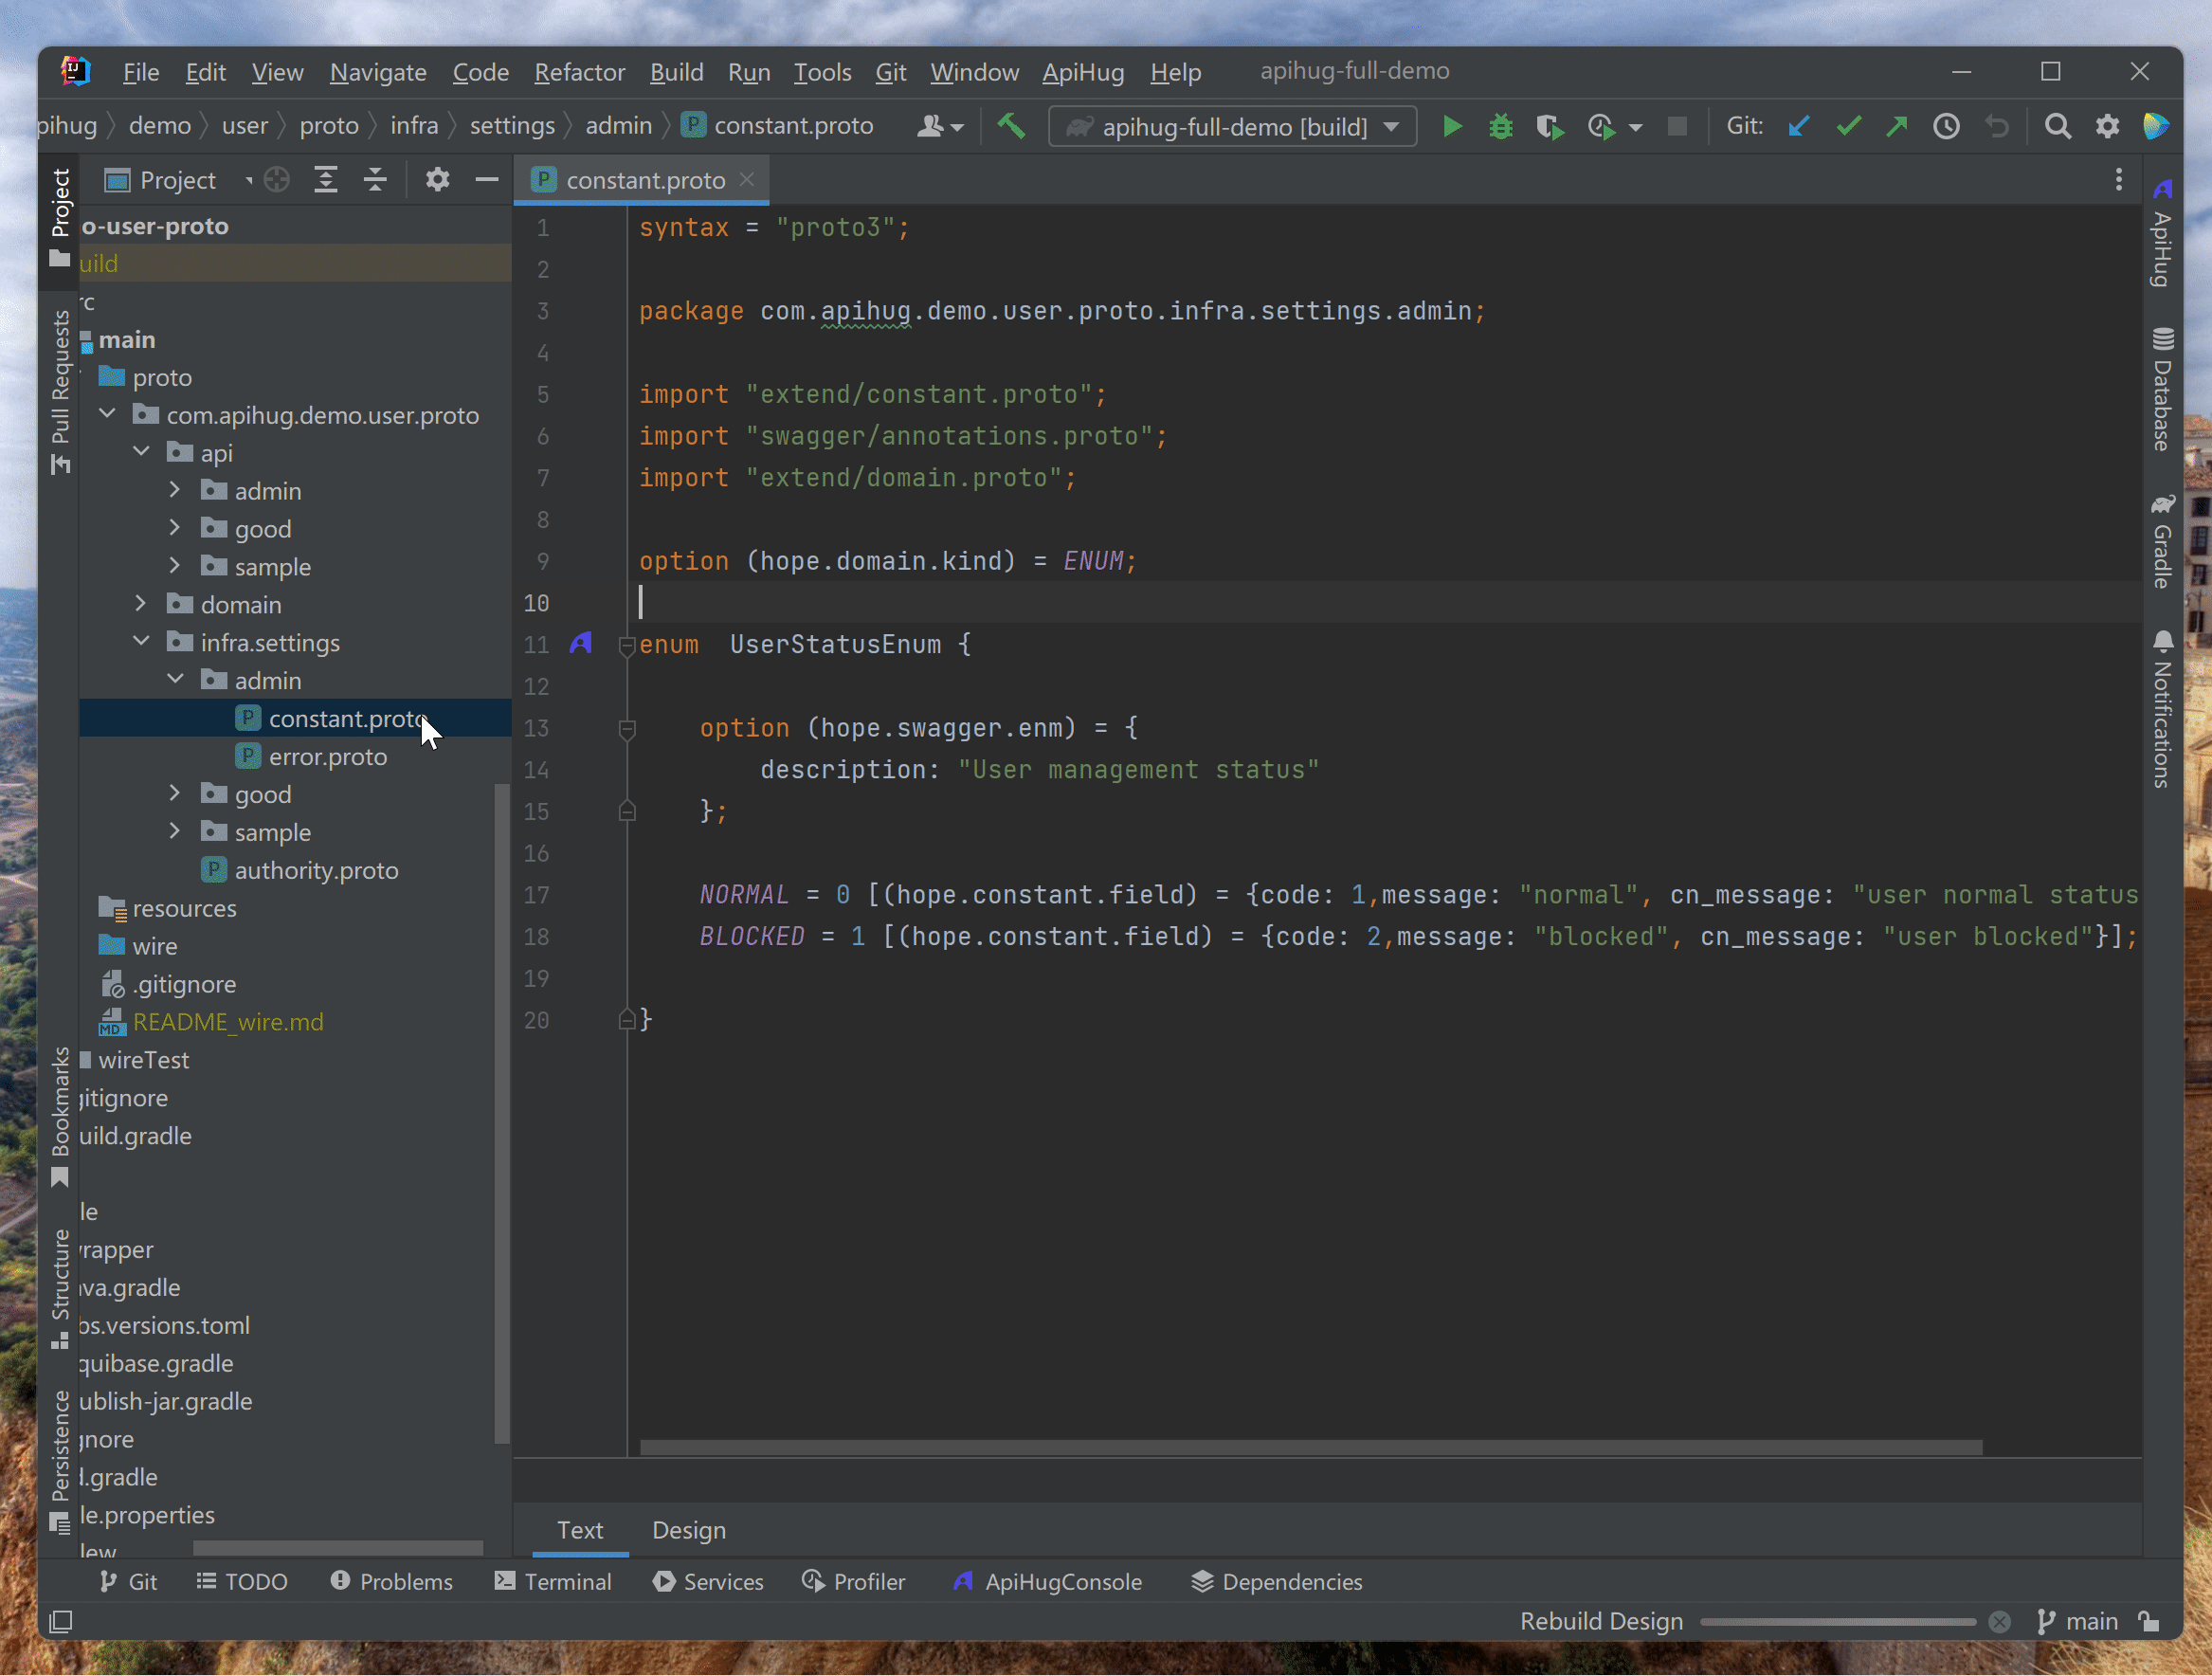 File Edit View Navigate Code Refactor Build Run Tools Git Window ApiHug Help apihug-full-demo
pihug demo user proto infra settings admin constant.proto apihug-full-demo [build] Git:
Project
constant.proto
Project
Pull Requests
Bookmarks
Structure
Persistence
o-user-proto
uild
rc
main
proto
com.apihug.demo.user.proto
api
admin
good
sample
domain
infra.settings
admin
constant.proto
error.proto
good
sample
authority.proto
resources
wire
.gitignore
README_wire.md
wireTest
gitignore
uild.gradle
le
rapper
va.gradle
bs.versions.toml
quibase.gradle
ublish-jar.gradle
gnore
d.gradle
le.properties
lew
1 syntax = "proto3";
2
3 package com.apihug.demo.user.proto.infra.settings.admin;
4
5 import "extend/constant.proto";
6 import "swagger/annotations.proto";
7 import "extend/domain.proto";
8
9 option (hope.domain.kind) = ENUM;
10
11 enum  UserStatusEnum {
12
13 option (hope.swagger.enm) = {
14 description: "User management status"
15 };
16
17 NORMAL = 0 [(hope.constant.field) = {code: 1,message: "normal", cn_message: "user normal status
18 BLOCKED = 1 [(hope.constant.field) = {code: 2,message: "blocked", cn_message: "user blocked"}];
19
20 }
ApiHug
Database
Gradle
Notifications
Text Design
Git TODO Problems Terminal Services Profiler ApiHugConsole Dependencies
Rebuild Design main